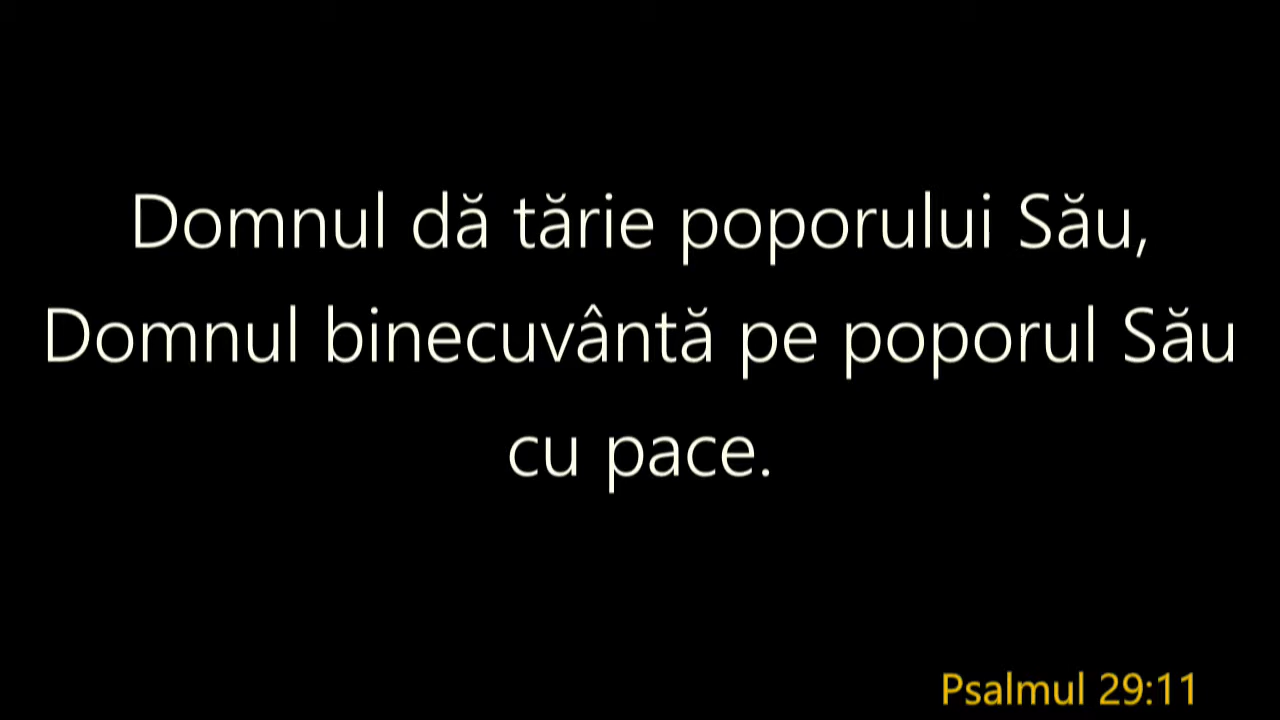 Domnul dă tărie poporului Său,
Domnul binecuvântă pe poporul Său
cu pace.
Psalmul 29:11